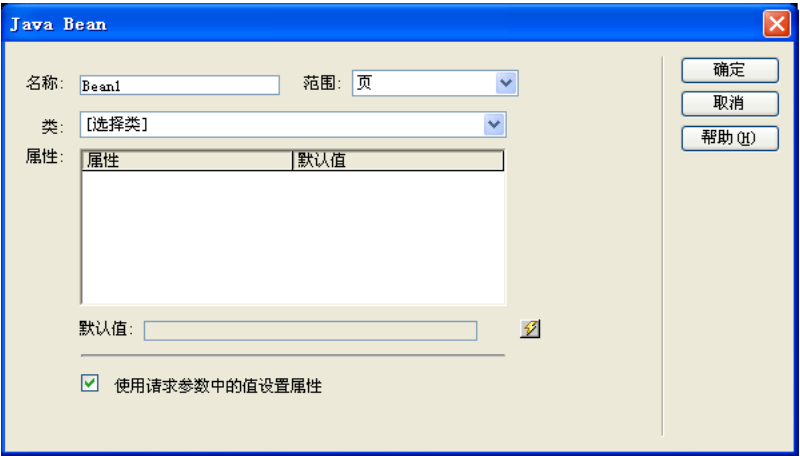 Java Bean
名称: Bean1 范围: 页 确定
取消
类: [选择类] 帮助(H)
属性: 属性 默认值
默认值:
使用请求参数中的值设置属性